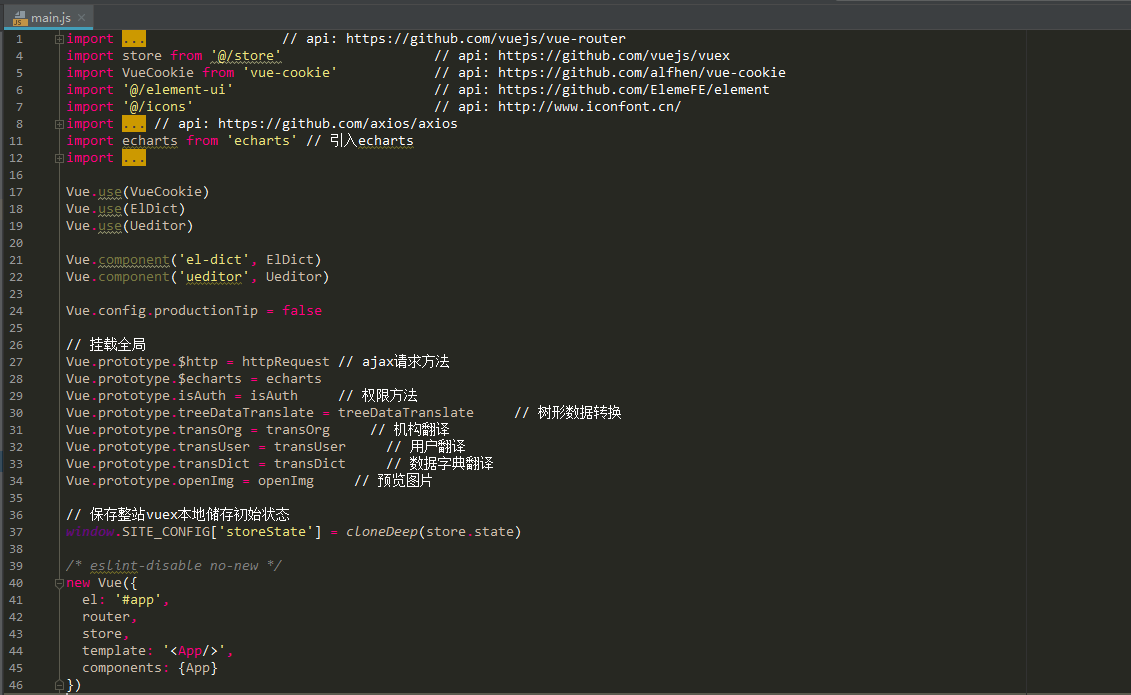 main.js
1 import ... // api: https://github.com/vuejs/vue-router
4 import store from '@/store' // api: https://github.com/vuejs/vuex
5 import VueCookie from 'vue-cookie' // api: https://github.com/alfhen/vue-cookie
6 import '@/element-ui' // api: https://github.com/ElemeFE/element
7 import '@/icons' // api: http://www.iconfont.cn/
8 import ... // api: https://github.com/axios/axios
11 import echarts from 'echarts' // 引入echarts
12 import ...
16
17 Vue.use(VueCookie)
18 Vue.use(ElDict)
19 Vue.use(Ueditor)
20
21 Vue.component('el-dict', ElDict)
22 Vue.component('ueditor', Ueditor)
23
24 Vue.config.productionTip = false
25
26 // 挂载全局
27 Vue.prototype.$http = httpRequest // ajax请求方法
28 Vue.prototype.$echarts = echarts
29 Vue.prototype.isAuth = isAuth // 权限方法
30 Vue.prototype.treeDataTranslate = treeDataTranslate // 树形数据转换
31 Vue.prototype.transOrg = transOrg // 机构翻译
32 Vue.prototype.transUser = transUser // 用户翻译
33 Vue.prototype.transDict = transDict // 数据字典翻译
34 Vue.prototype.openImg = openImg // 预览图片
35
36 // 保存整站vuex本地储存初始状态
37 window.SITE_CONFIG['storeState'] = cloneDeep(store.state)
38
39 /* eslint-disable no-new */
40 new Vue({
41 el: '#app',
42 router,
43 store,
44 template: '<App/>',
45 components: {App}
46 })